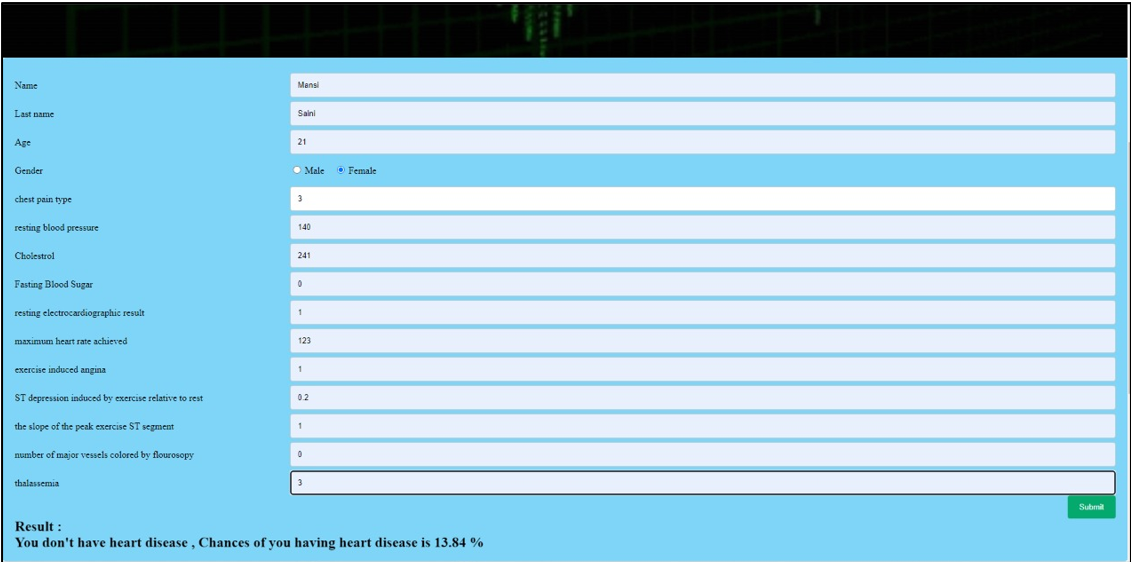 Name Mansi
Last name Saini
Age 21
Gender Male Female
chest pain type 3
resting blood pressure 140
Cholestrol 241
Fasting Blood Sugar 0
resting electrocardiographic result 1
maximum heart rate achieved 123
exercise induced angina 1
ST depression induced by exercise relative to rest 0.2
the slope of the peak exercise ST segment 1
number of major vessels colored by flourosopy 0
thalassemia 3
Submit
Result :
You don't have heart disease , Chances of you having heart disease is 13.84 %